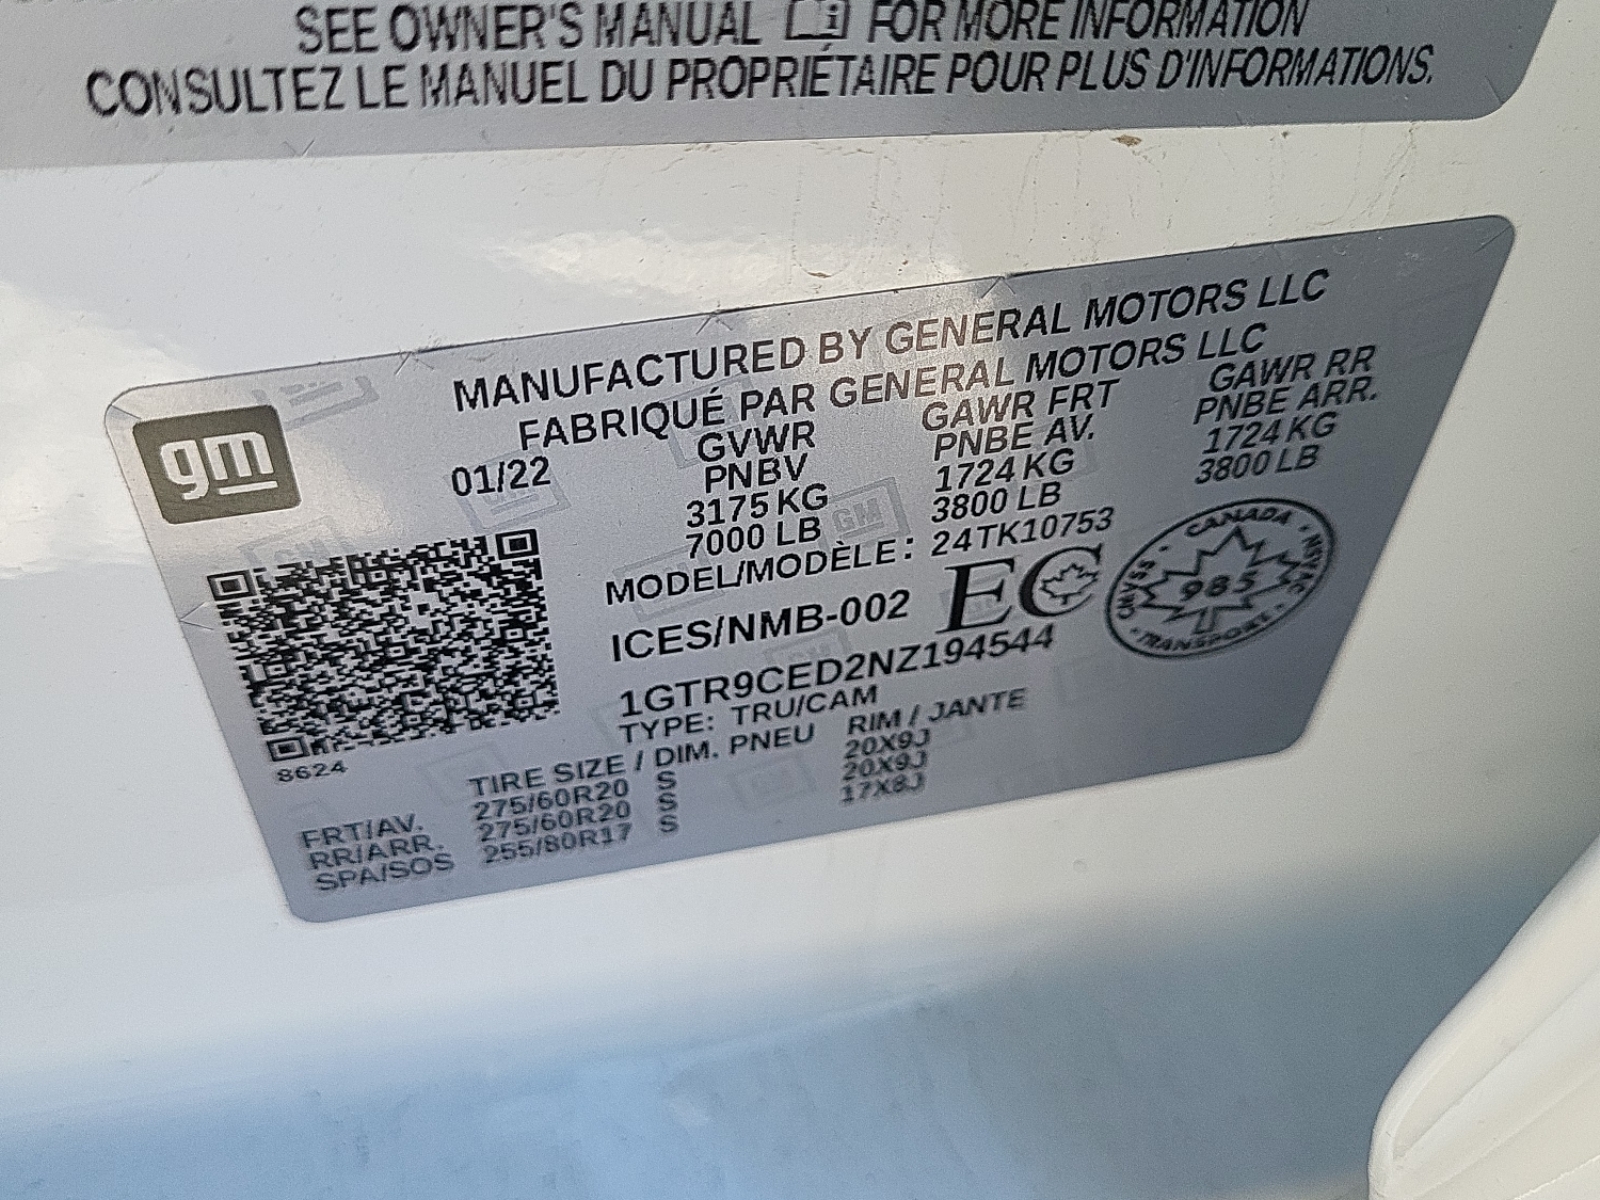 SEE OWNER'S MANUAL FOR MORE INFORMATION
CONSULTEZ LE MANUEL DU PROPRIÉTAIRE POUR PLUS D'INFORMATIONS.
gm
MANUFACTURED BY GENERAL MOTORS LLC
FABRIQUÉ PAR GENERAL MOTORS LLC
01/22 GVWR GAWR FRT GAWR RR
PNBV PNBE AV. PNBE ARR.
3175 KG 1724 KG 1724 KG
7000 LB 3800 LB 3800 LB
MODEL/MODÈLE: 24TK10753
ICES/NMB-002 EC
CANADA
CMVSS 985 NSVAC
TRANSPORT
1GTR9CED2NZ194544
TYPE: TRU/CAM
8624
TIRE SIZE / DIM. PNEU RIM / JANTE
FRT/AV. 275/60R20 S 20X9J
RR/ARR. 275/60R20 S 20X9J
SPA/SOS 255/80R17 S 17X8J